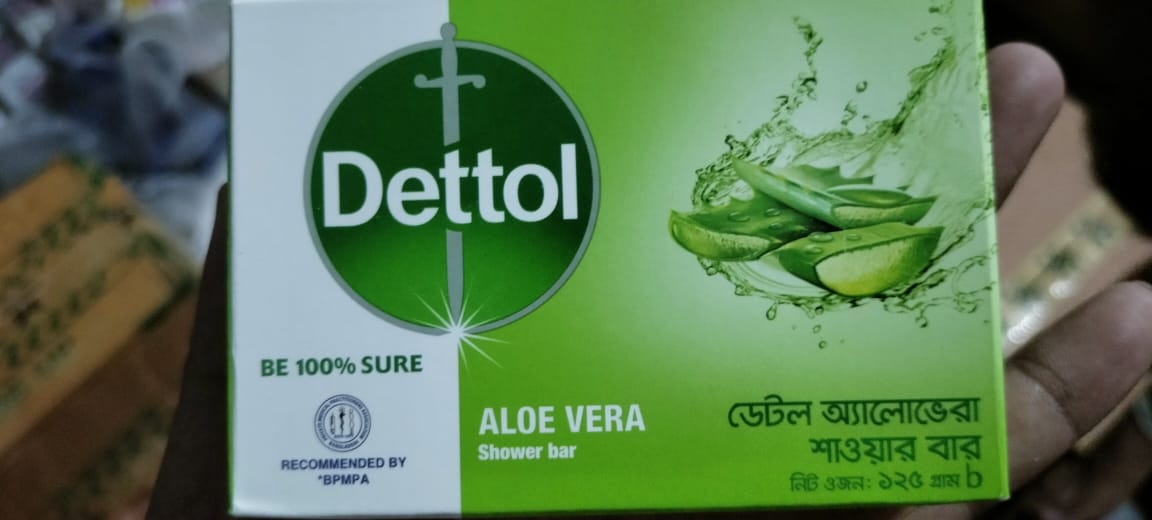 Dettol
BE 100% SURE
RECOMMENDED BY
*BPMPA
ALOE VERA
Shower bar
ডেটল অ্যালোভেরা
শাওয়ার বার
নিট ওজন: ১২৫ গ্রাম b